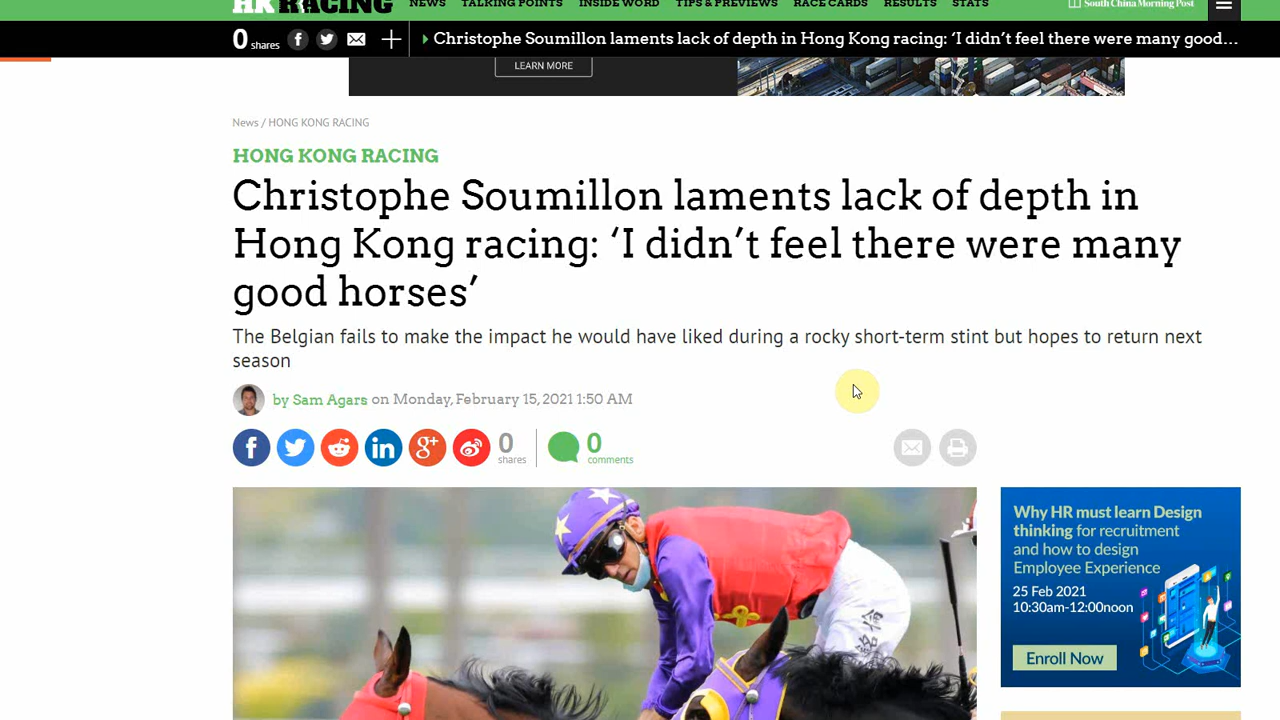 HK RACING
NEWS TALKING POINTS INSIDE WORD TIPS & PREVIEWS RACE CARDS RESULTS STATS
South China Morning Post
0 shares
Christophe Soumillon laments lack of depth in Hong Kong racing: ‘I didn’t feel there were many good...
LEARN MORE
News / HONG KONG RACING
HONG KONG RACING
Christophe Soumillon laments lack of depth in
Hong Kong racing: ‘I didn’t feel there were many
good horses’
The Belgian fails to make the impact he would have liked during a rocky short-term stint but hopes to return next
season
by Sam Agars on Monday, February 15, 2021 1:50 AM
0
shares
0
comments
Why HR must learn Design
thinking for recruitment
and how to design
Employee Experience
25 Feb 2021
10:30am-12:00noon
Enroll Now